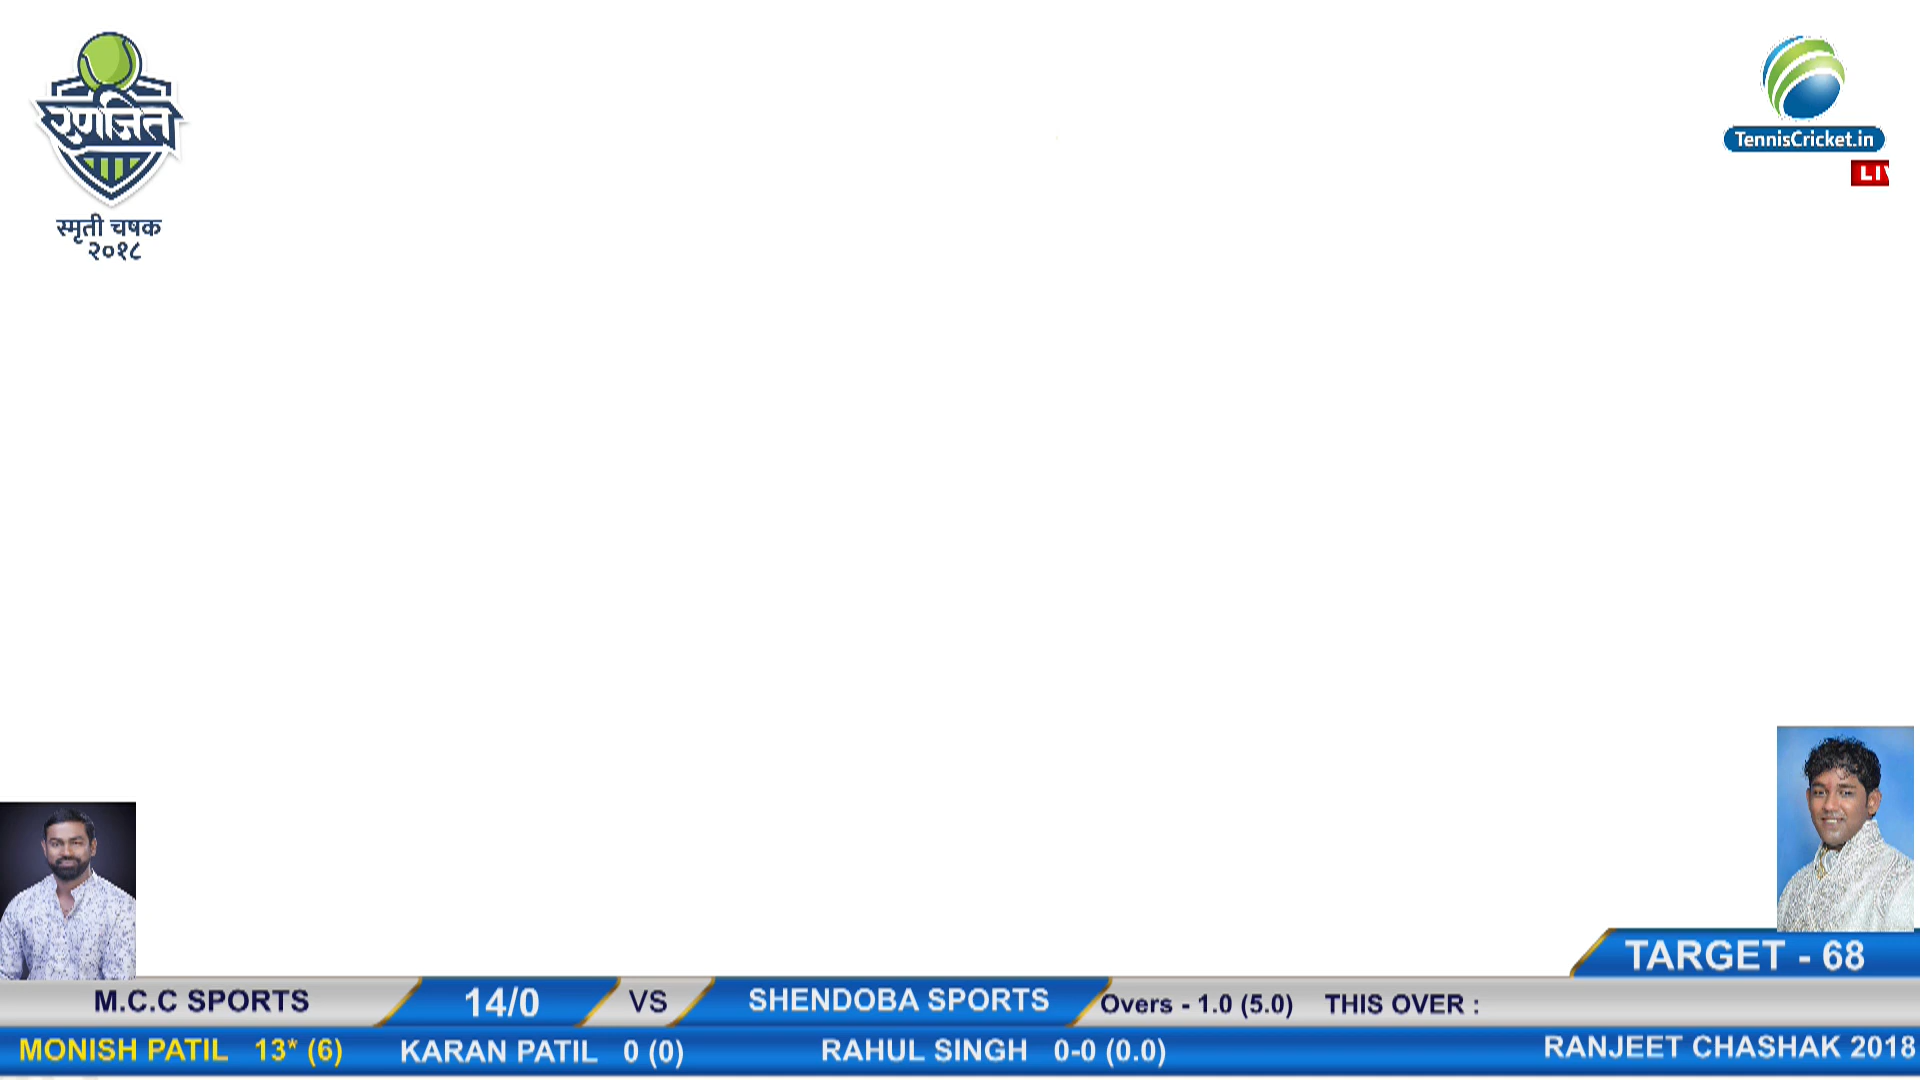 रणजित
स्मृती चषक
२०१८
TennisCricket.in
TARGET - 68
M.C.C SPORTS 14/0 VS SHENDOBA SPORTS Overs - 1.0 (5.0) THIS OVER :
MONISH PATIL 13* (6) KARAN PATIL 0 (0) RAHUL SINGH 0-0 (0.0) RANJEET CHASHAK 2018